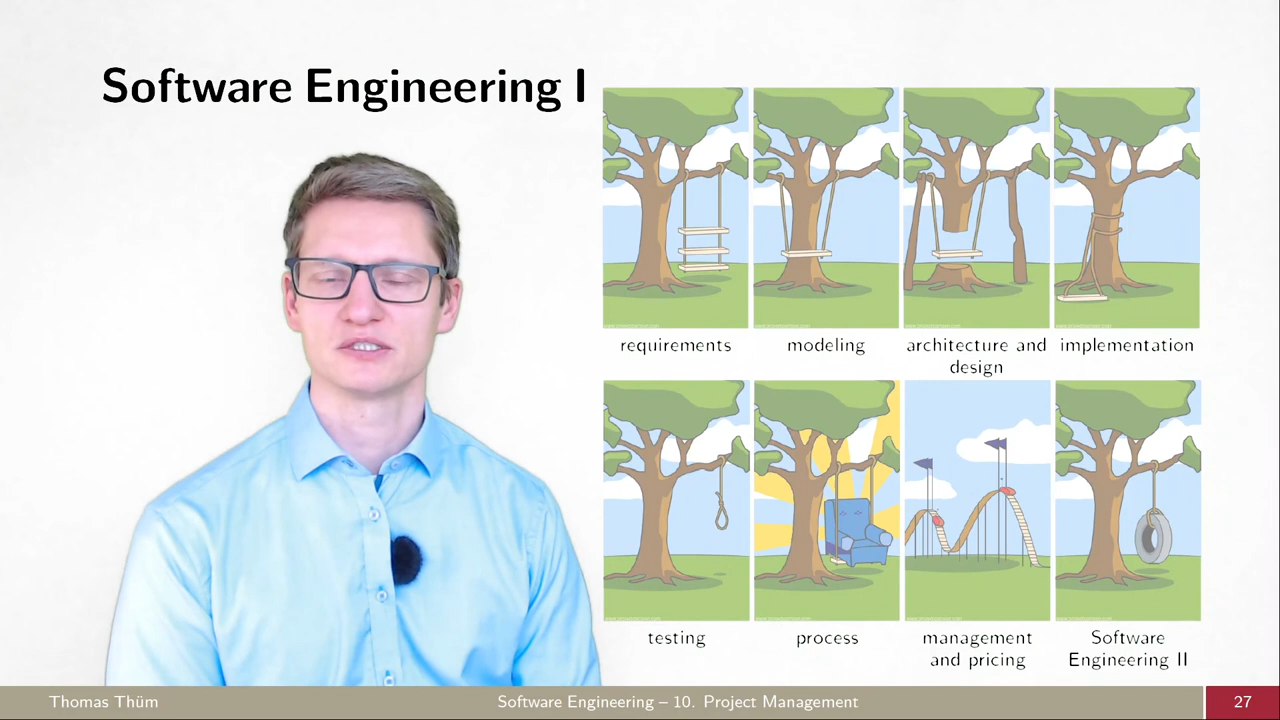 Software Engineering I
requirements
modeling
architecture and
design
implementation
testing
process
management
and pricing
Software
Engineering II
Thomas Thüm
Software Engineering – 10. Project Management
27